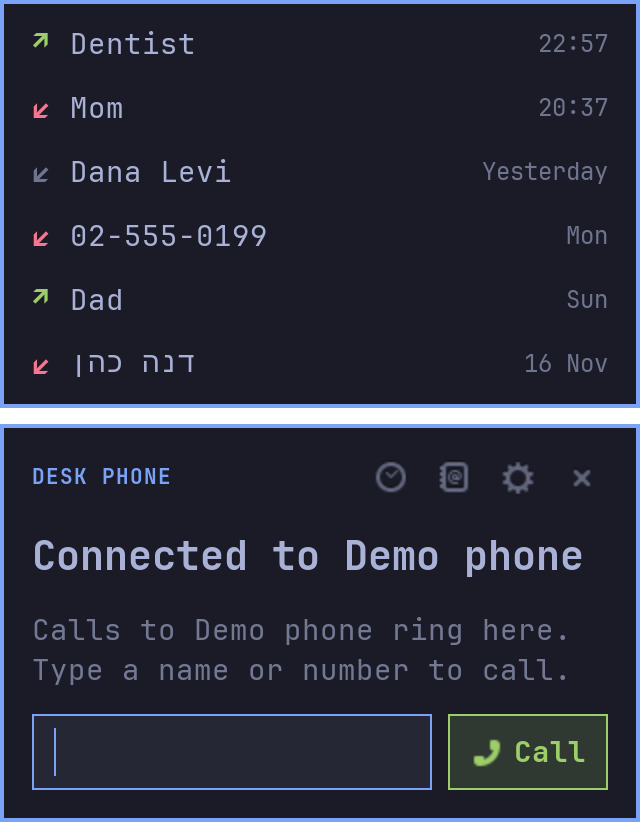 Dentist 22:57
Mom 20:37
Dana Levi Yesterday
02-555-0199 Mon
Dad Sun
דנה כהן 16 Nov
DESK PHONE
Connected to Demo phone
Calls to Demo phone ring here.
Type a name or number to call.
Call